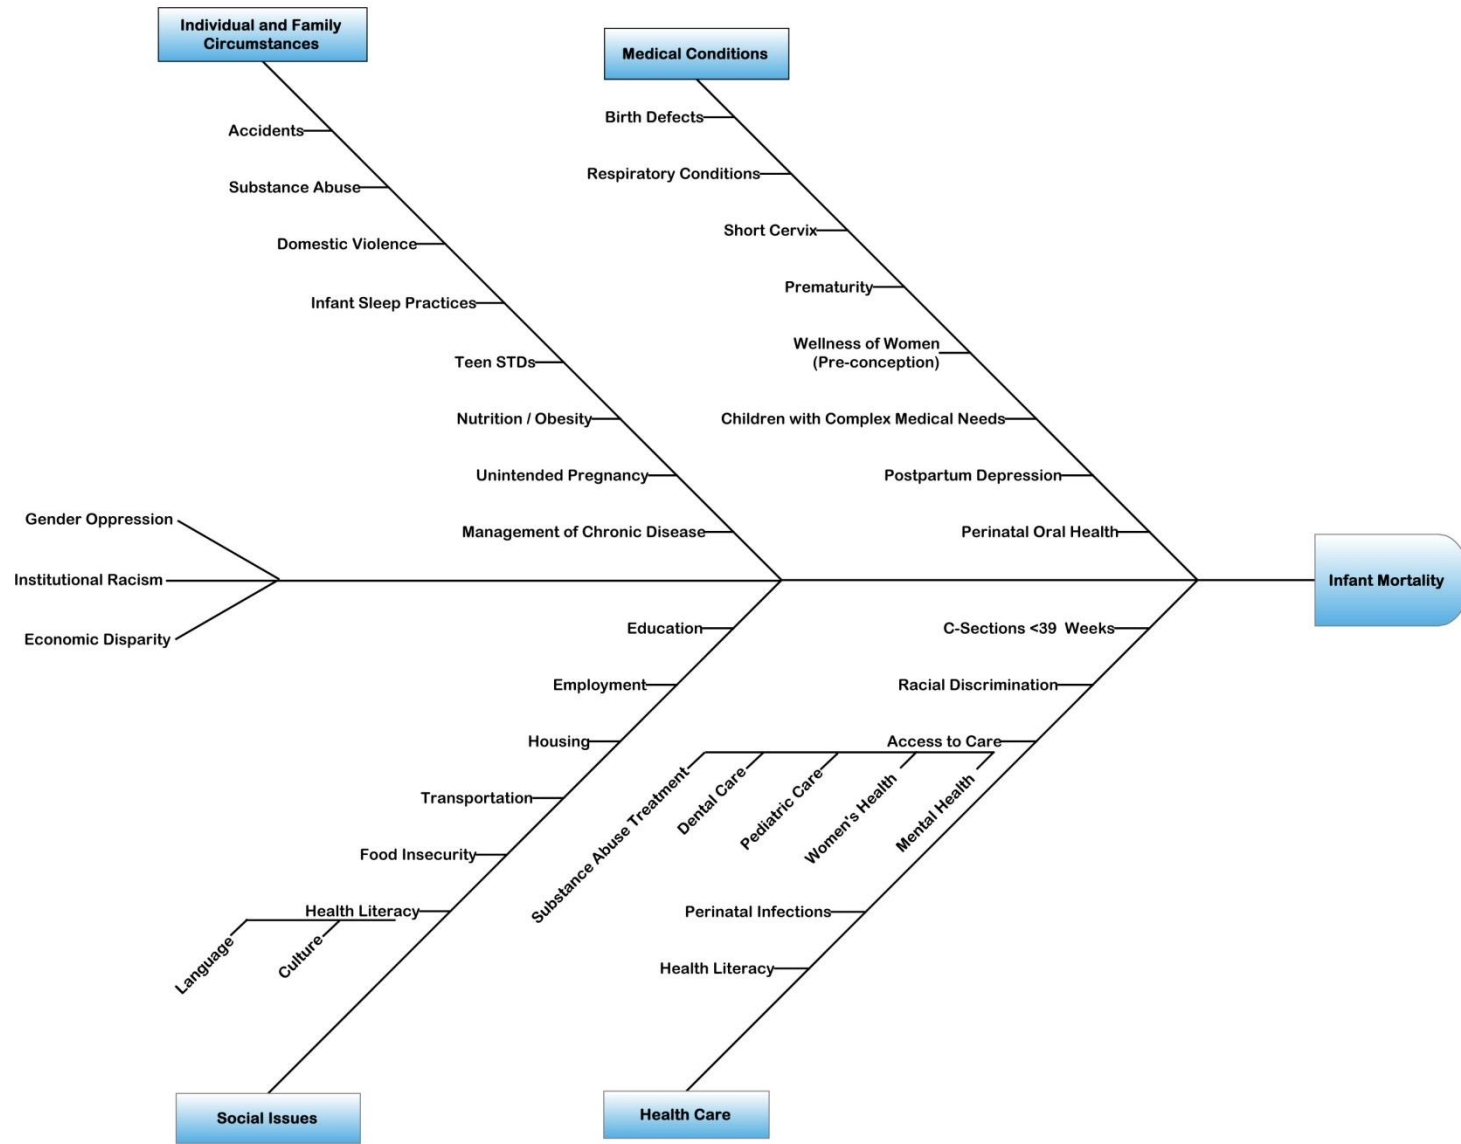 Individual and Family
Circumstances
Accidents
Substance Abuse
Domestic Violence
Infant Sleep Practices
Teen STDs
Nutrition / Obesity
Unintended Pregnancy
Management of Chronic Disease
Medical Conditions
Birth Defects
Respiratory Conditions
Short Cervix
Prematurity
Wellness of Women
(Pre-conception)
Children with Complex Medical Needs
Postpartum Depression
Perinatal Oral Health
Gender Oppression
Institutional Racism
Economic Disparity
Infant Mortality
Education
Employment
Housing
Transportation
Food Insecurity
Health Literacy
Language
Culture
Social Issues
C-Sections <39 Weeks
Racial Discrimination
Access to Care
Substance Abuse Treatment
Dental Care
Pediatric Care
Women's Health
Mental Health
Perinatal Infections
Health Literacy
Health Care